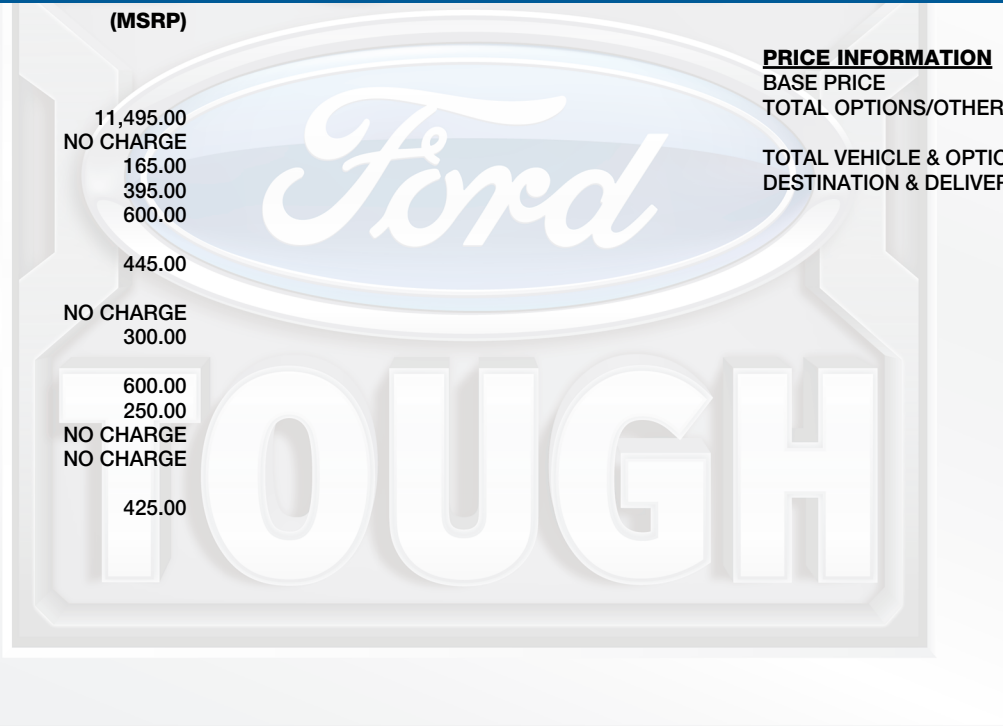 (MSRP)
11,495.00
NO CHARGE
165.00
395.00
600.00
445.00
NO CHARGE
300.00
600.00
250.00
NO CHARGE
NO CHARGE
425.00
PRICE INFORMATION
BASE PRICE
TOTAL OPTIONS/OTHER
TOTAL VEHICLE & OPTIO
DESTINATION & DELIVER
Ford
TOUGH